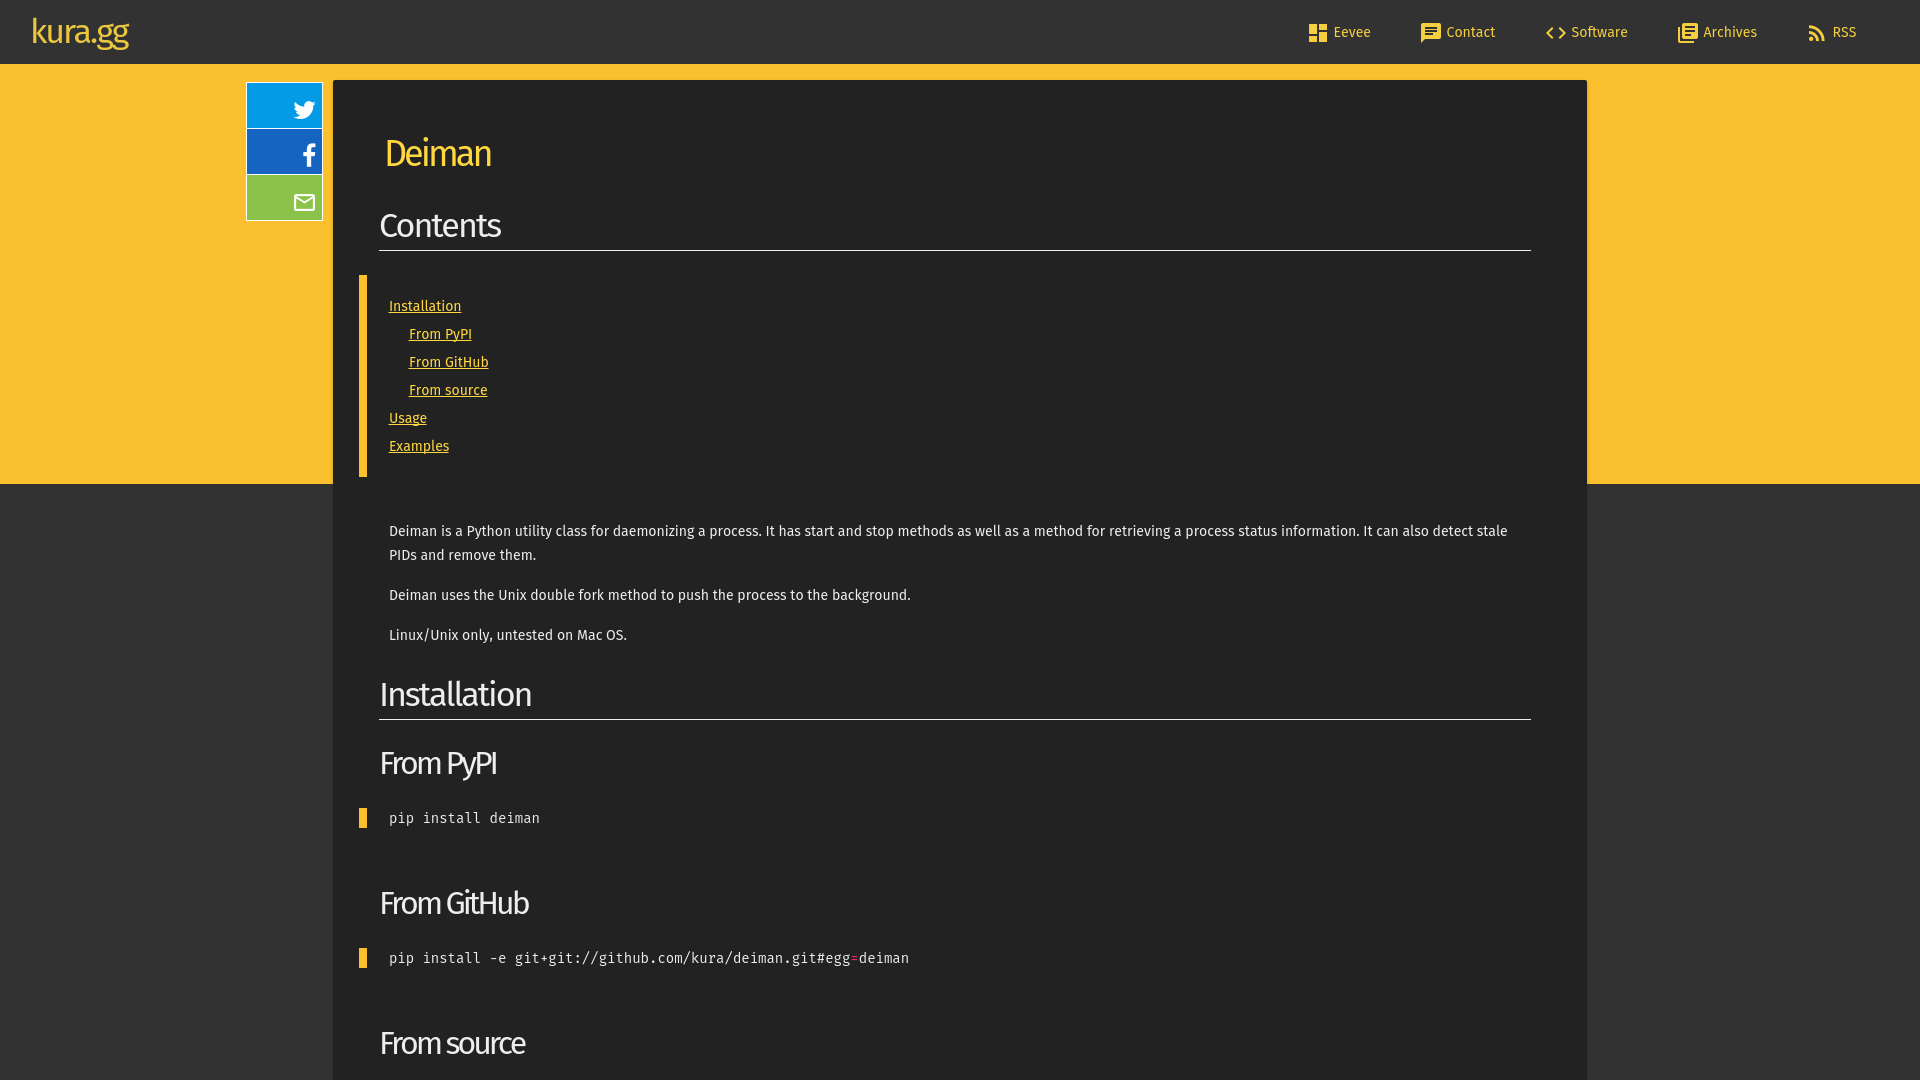 kura.gg
Eevee
Contact
Software
Archives
RSS
Deiman
Contents
Installation
From PyPI
From GitHub
From source
Usage
Examples
Deiman is a Python utility class for daemonizing a process. It has start and stop methods as well as a method for retrieving a process status information. It can also detect stale
PIDs and remove them.
Deiman uses the Unix double fork method to push the process to the background.
Linux/Unix only, untested on Mac OS.
Installation
From PyPI
pip install deiman
From GitHub
pip install -e git+git://github.com/kura/deiman.git#egg=deiman
From source